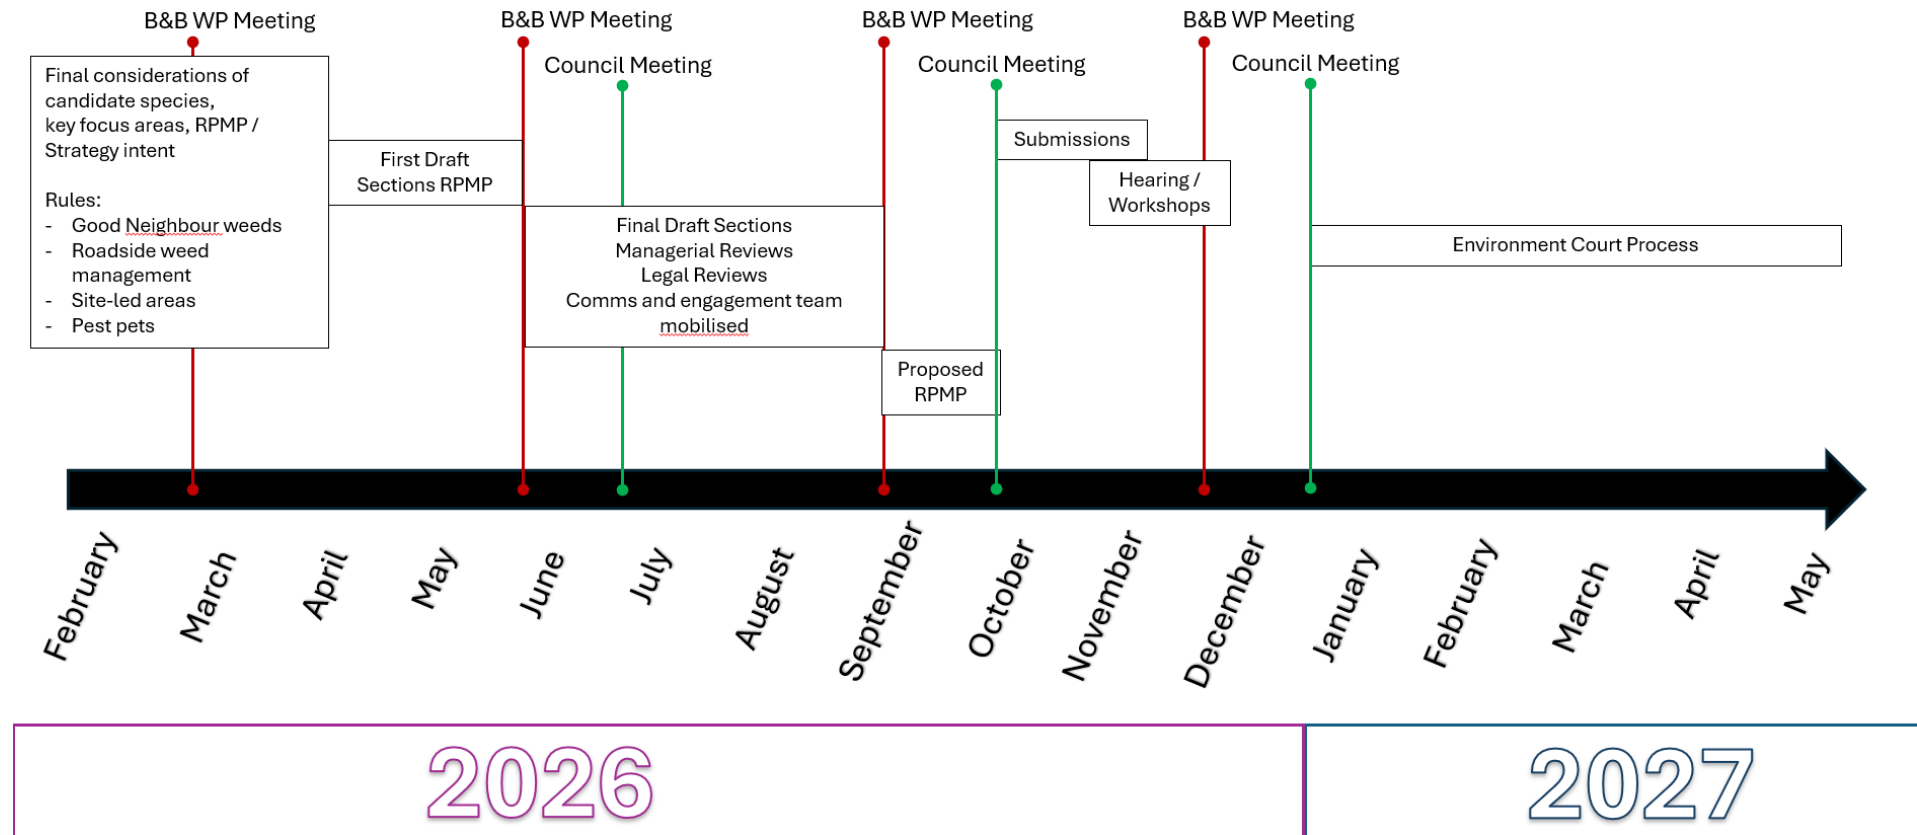 B&B WP Meeting
B&B WP Meeting
B&B WP Meeting
B&B WP Meeting
Council Meeting
Council Meeting
Council Meeting
Final considerations of
candidate species,
key focus areas, RPMP /
Strategy intent
Rules:
- Good Neighbour weeds
- Roadside weed
management
- Site-led areas
- Pest pets
First Draft
Sections RPMP
Final Draft Sections
Managerial Reviews
Legal Reviews
Comms and engagement team
mobilised
Proposed
RPMP
Submissions
Hearing /
Workshops
Environment Court Process
February
March
April
May
June
July
August
September
October
November
December
January
February
March
April
May
2026
2027